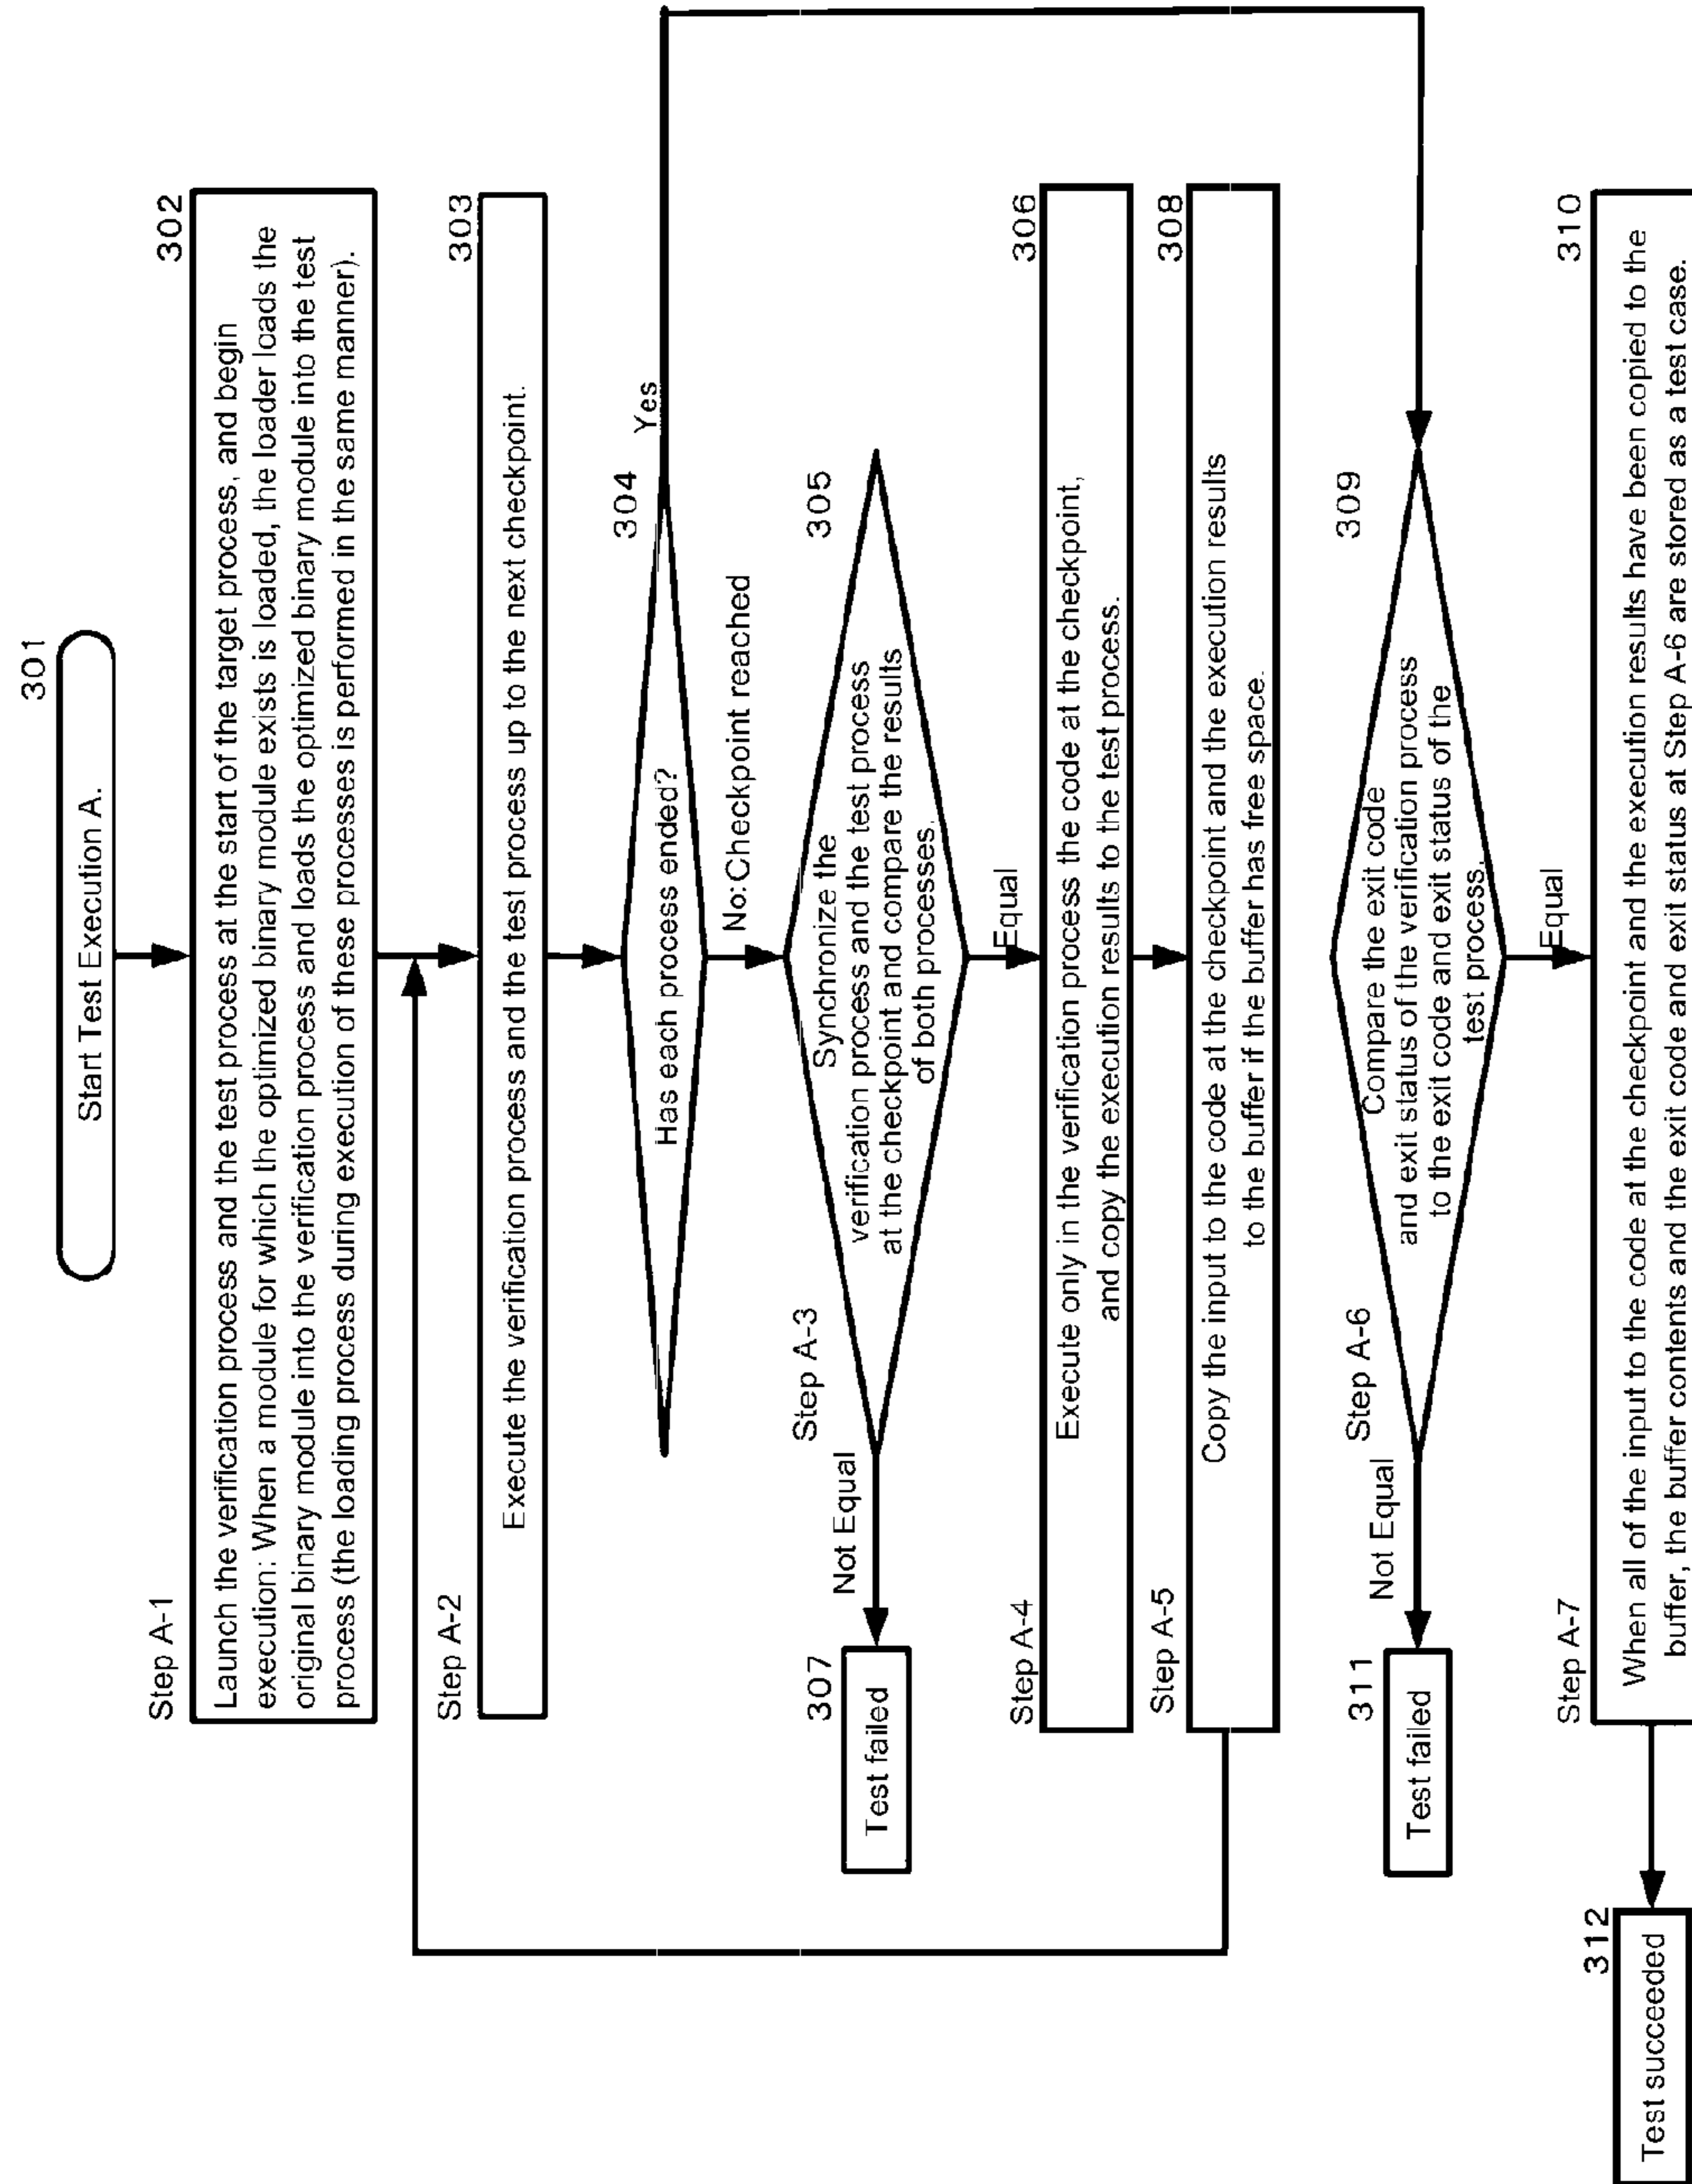 301
Start Test Execution A.
Step A-1
302
Launch the verification process and the test process at the start of the target process, and begin
execution: When a module for which the optimized binary module exists is loaded, the loader loads the
original binary module into the verification process and loads the optimized binary module into the test
process (the loading process during execution of these processes is performed in the same manner).
Step A-2
303
Execute the verification process and the test process up to the next checkpoint.
304
Has each process ended?
Yes
No:Checkpoint reached
Step A-3
305
Synchronize the
verification process and the test process
at the checkpoint and compare the results
of both processes.
Not Equal
307
Test failed
Equal
Step A-4
306
Execute only in the verification process the code at the checkpoint,
and copy the execution results to the test process.
Step A-5
308
Copy the input to the code at the checkpoint and the execution results
to the buffer if the buffer has free space.
Step A-6
309
Compare the exit code
and exit status of the verification process
to the exit code and exit status of the
test process.
Not Equal
311
Test failed
Equal
Step A-7
310
When all of the input to the code at the checkpoint and the execution results have been copied to the
buffer, the buffer contents and the exit code and exit status at Step A-6 are stored as a test case.
312
Test succeeded